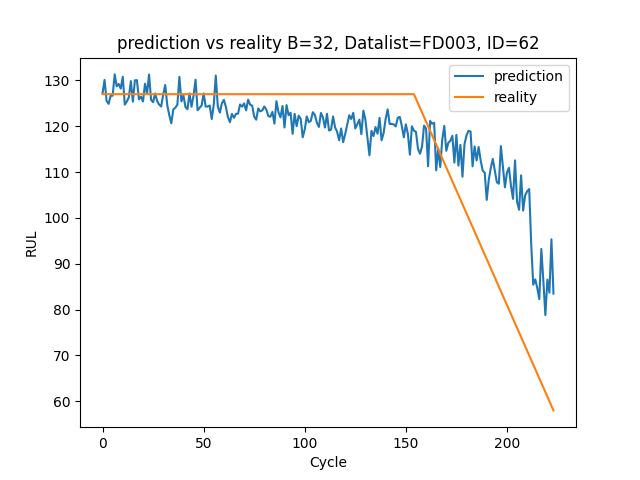 prediction vs reality B=32, Datalist=FD003, ID=62
prediction
reality
130
120
110
100
90
80
70
60
RUL
0
50
100
150
200
Cycle